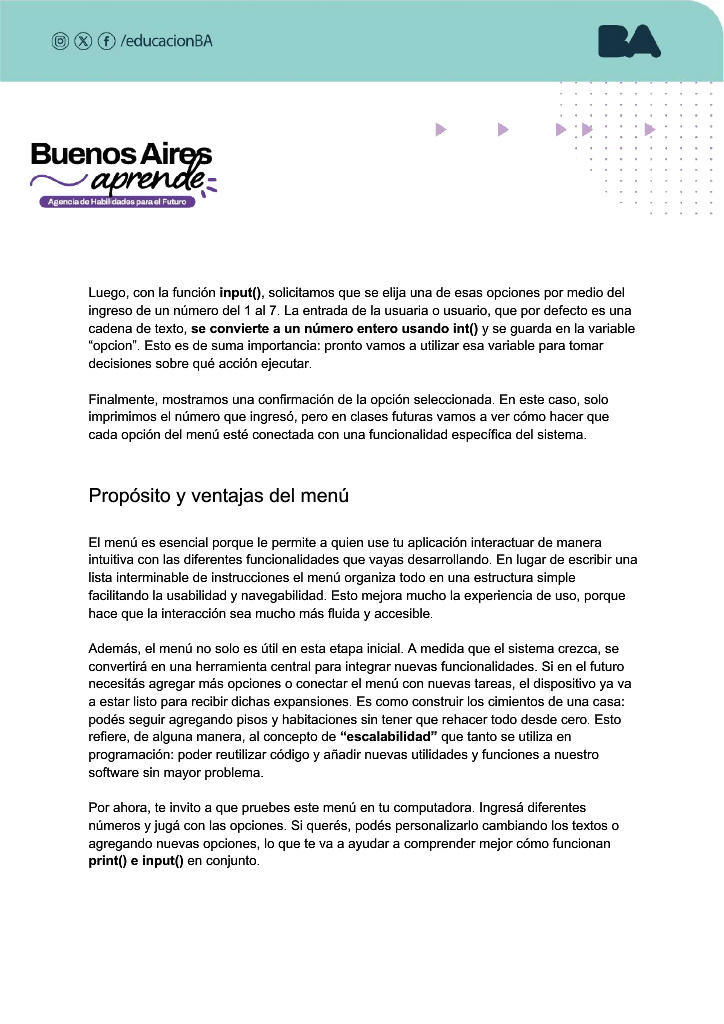 /educacionBA
BA
Buenos Aires
aprende
Agencia de Habilidades para el Futuro
Luego, con la función input(), solicitamos que se elija una de esas opciones por medio del
ingreso de un número del 1 al 7. La entrada de la usuaria o usuario, que por defecto es una
cadena de texto, se convierte a un número entero usando int() y se guarda en la variable
“opcion”. Esto es de suma importancia: pronto vamos a utilizar esa variable para tomar
decisiones sobre qué acción ejecutar.
Finalmente, mostramos una confirmación de la opción seleccionada. En este caso, solo
imprimimos el número que ingresó, pero en clases futuras vamos a ver cómo hacer que
cada opción del menú esté conectada con una funcionalidad específica del sistema.
Propósito y ventajas del menú
El menú es esencial porque le permite a quien use tu aplicación interactuar de manera
intuitiva con las diferentes funcionalidades que vayas desarrollando. En lugar de escribir una
lista interminable de instrucciones el menú organiza todo en una estructura simple
facilitando la usabilidad y navegabilidad. Esto mejora mucho la experiencia de uso, porque
hace que la interacción sea mucho más fluida y accesible.
Además, el menú no solo es útil en esta etapa inicial. A medida que el sistema crezca, se
convertirá en una herramienta central para integrar nuevas funcionalidades. Si en el futuro
necesitás agregar más opciones o conectar el menú con nuevas tareas, el dispositivo ya va
a estar listo para recibir dichas expansiones. Es como construir los cimientos de una casa:
podés seguir agregando pisos y habitaciones sin tener que rehacer todo desde cero. Esto
refiere, de alguna manera, al concepto de “escalabilidad” que tanto se utiliza en
programación: poder reutilizar código y añadir nuevas utilidades y funciones a nuestro
software sin mayor problema.
Por ahora, te invito a que pruebes este menú en tu computadora. Ingresá diferentes
números y jugá con las opciones. Si querés, podés personalizarlo cambiando los textos o
agregando nuevas opciones, lo que te va a ayudar a comprender mejor cómo funcionan
print() e input() en conjunto.